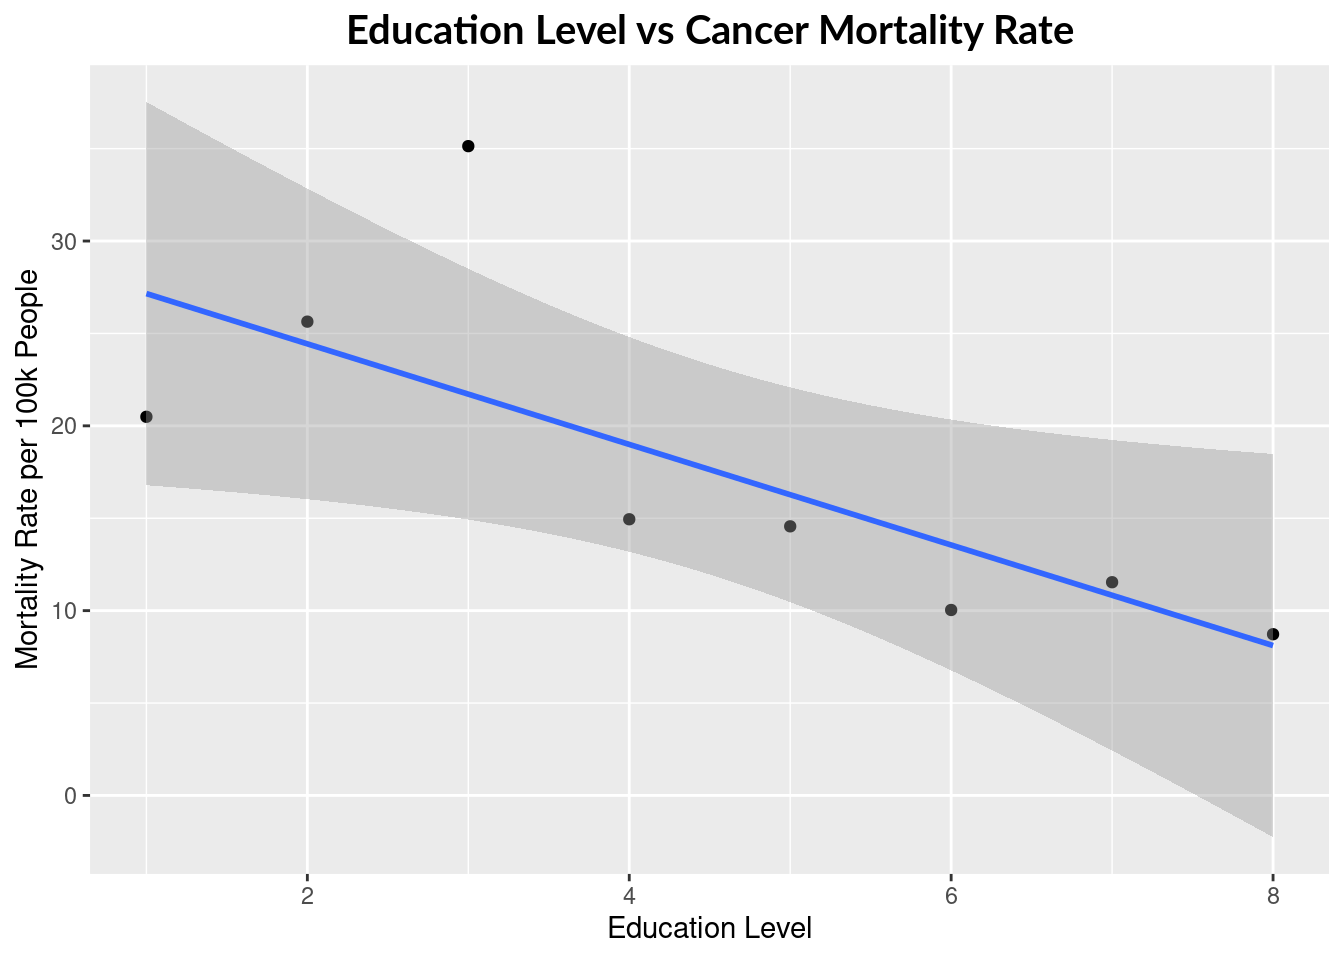 Education Level vs Cancer Mortality Rate
Mortality Rate per 100k People
30
20
10
0
2 4 6 8
Education Level